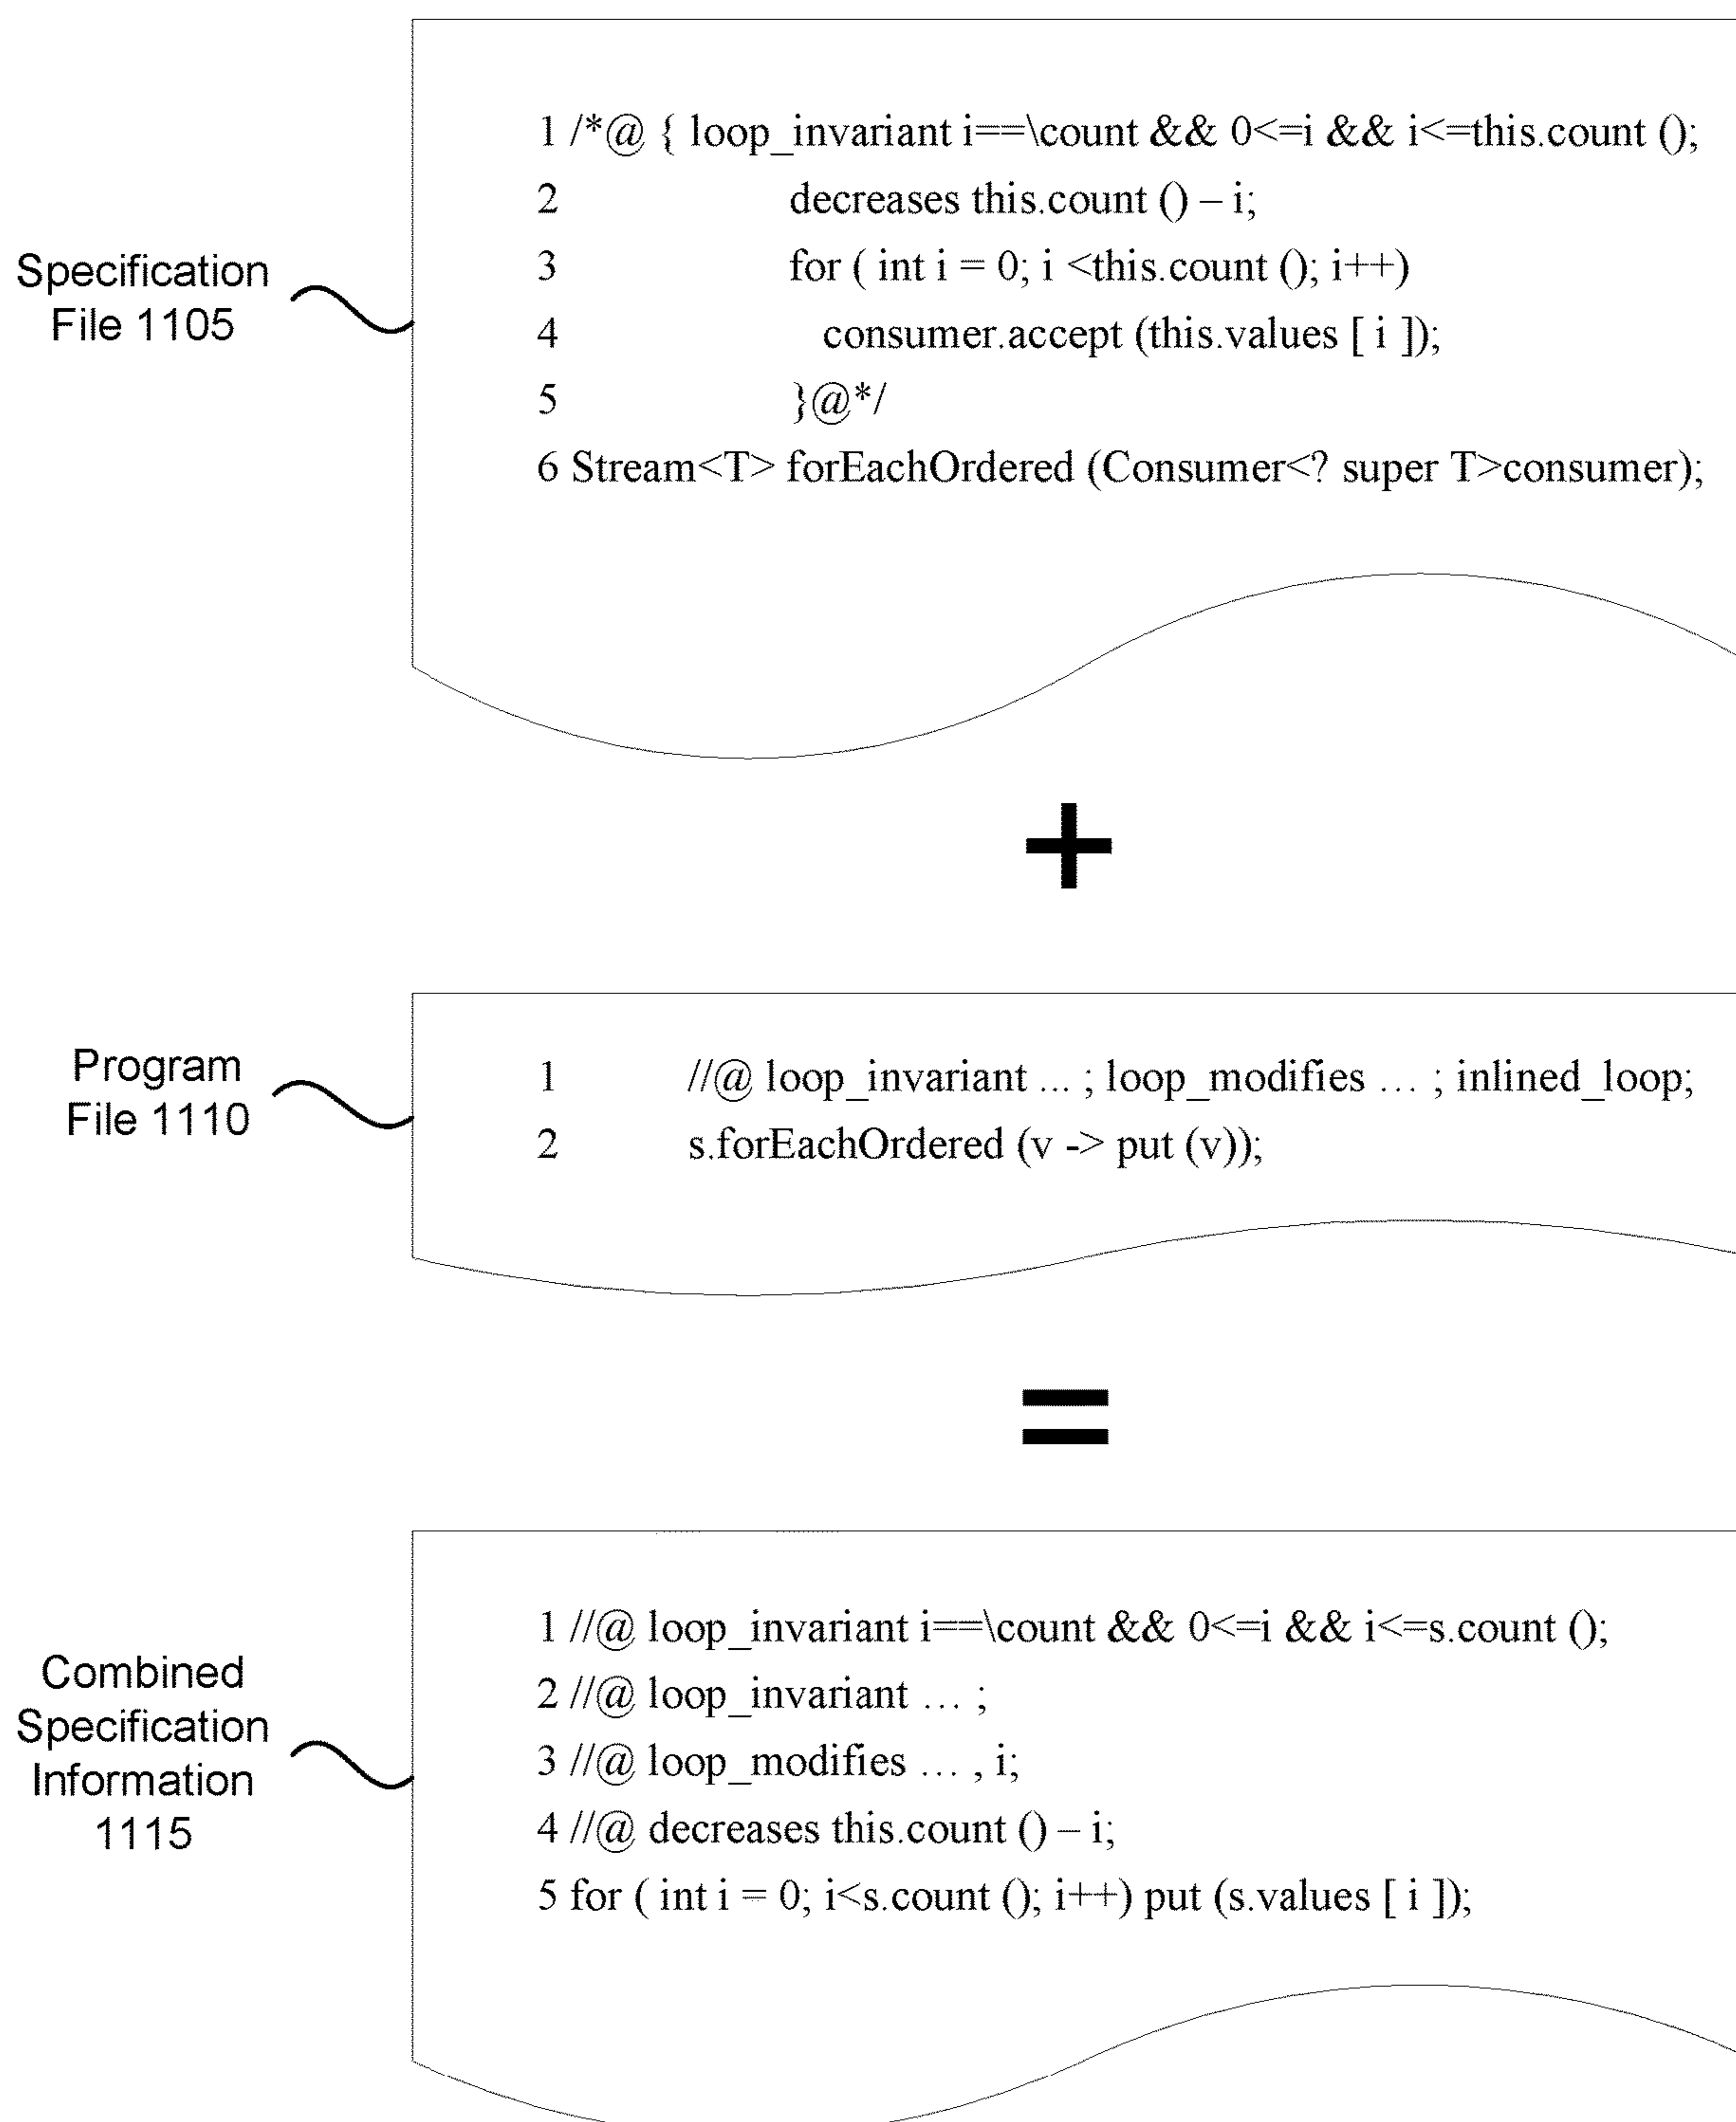 1 /*@ { loop_invariant i==\count && 0<=i && i<=this.count ();
2 decreases this.count () – i;
3 for ( int i = 0; i <this.count (); i++)
4 consumer.accept (this.values [ i ]);
5 }@*/
6 Stream<T> forEachOrdered (Consumer<? super T>consumer);
Specification
File 1105
+
Program
File 1110
1 //@ loop_invariant ... ; loop_modifies ... ; inlined_loop;
2 s.forEachOrdered (v -> put (v));
=
Combined
Specification
Information
1115
1 //@ loop_invariant i==\count && 0<=i && i<=s.count ();
2 //@ loop_invariant ... ;
3 //@ loop_modifies ... , i;
4 //@ decreases this.count () – i;
5 for ( int i = 0; i<s.count (); i++) put (s.values [ i ]);